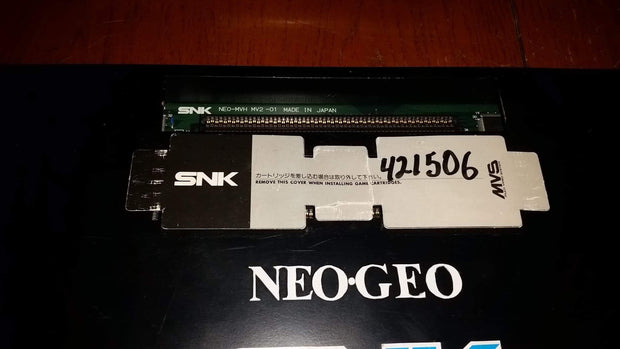 SNK NEO-MVH MV2-01 MADE IN JAPAN
SNK
カートリッジを差し込む場合は取り外して下さい。
REMOVE THIS COVER WHEN INSTALLING GAME CARTRIDGES.
421506
MVS
NEO•GEO